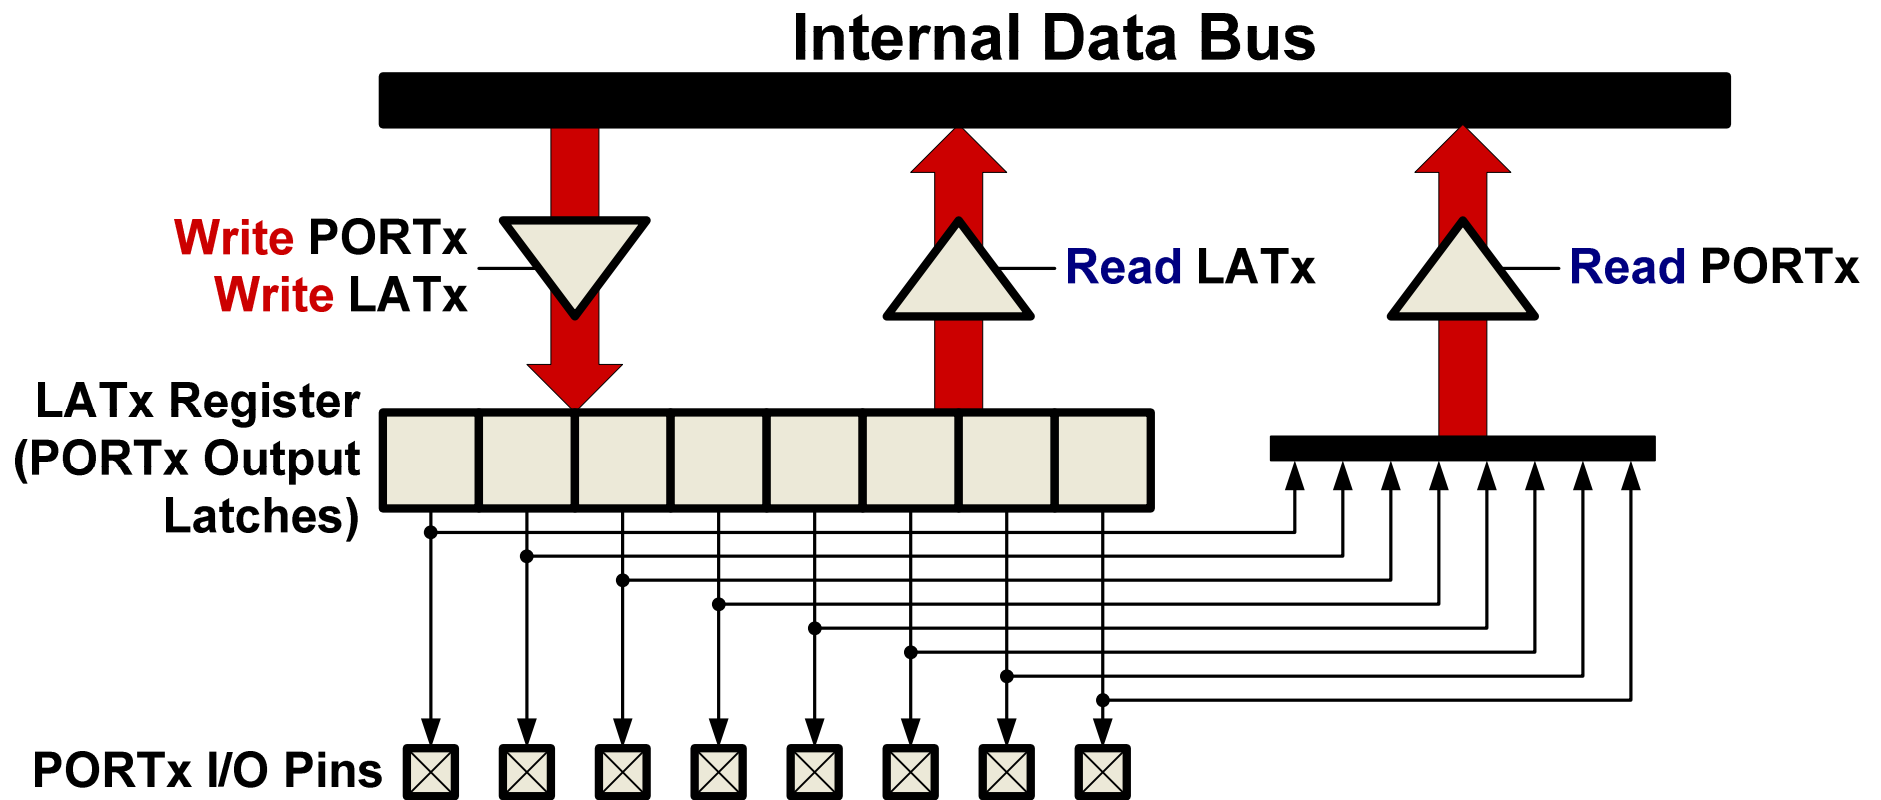 Internal Data Bus
Write PORTx
Write LATx
Read LATx
Read PORTx
LATx Register
(PORTx Output
Latches)
PORTx I/O Pins